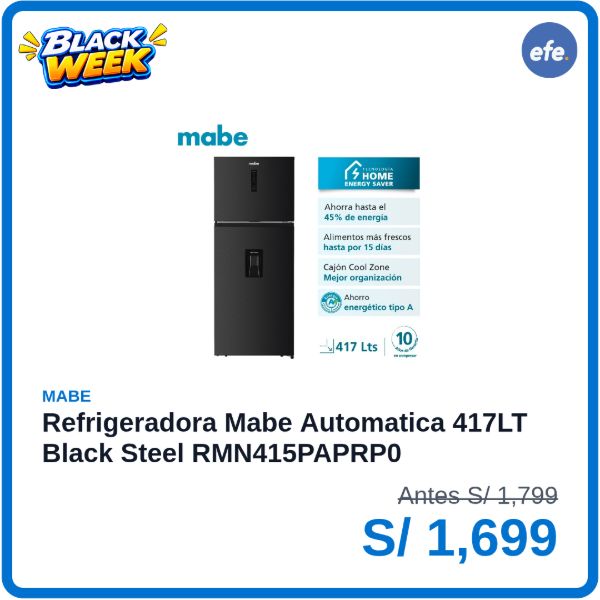 BLACK
WEEK
efe.
mabe
TECNOLOGÍA
HOME
ENERGY SAVER
Ahorra hasta el
45% de energía
Alimentos más frescos
hasta por 15 días
Cajón Cool Zone
Mejor organización
Ahorro
energético tipo A
417 Lts
10
MABE
Refrigeradora Mabe Automatica 417LT
Black Steel RMN415PAPRP0
Antes S/ 1,799
S/ 1,699